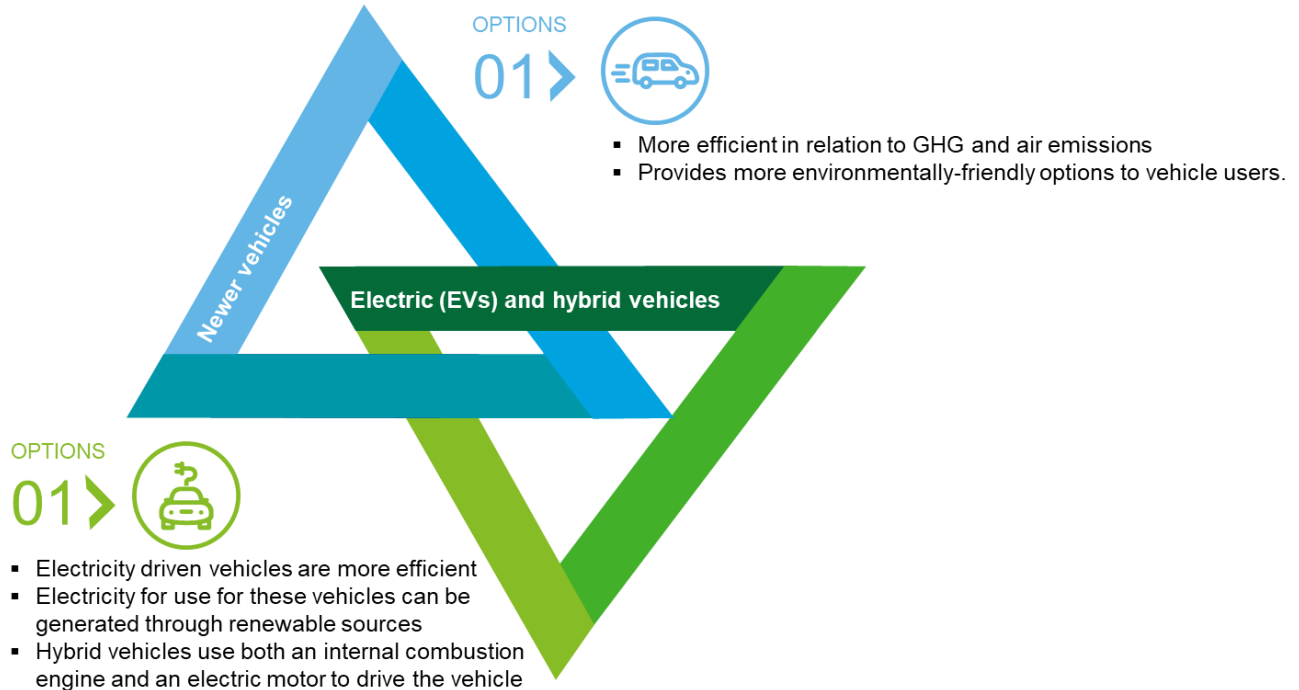 OPTIONS
01
▪ More efficient in relation to GHG and air emissions
▪ Provides more environmentally-friendly options to vehicle users.
Newer vehicles
Electric (EVs) and hybrid vehicles
OPTIONS
01
▪ Electricity driven vehicles are more efficient
▪ Electricity for use for these vehicles can be
generated through renewable sources
▪ Hybrid vehicles use both an internal combustion
engine and an electric motor to drive the vehicle